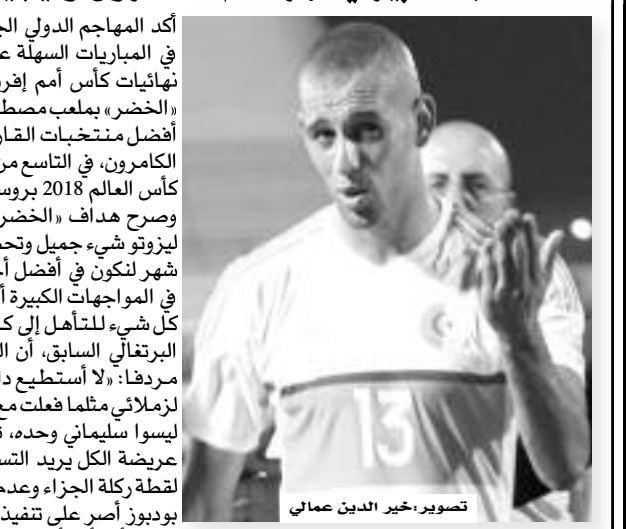 أكد المهاجم الدولي الج
في المباريات السهلة ع
نهائيات كأس أمم إفر
«الخضر» بملعب مصط
أفضل منتخبات القار
الكامرون، في التاسع من
كأس العالم 2018 بروس
وصرح هداف «الخضر
ليزوتو شيء جميل وتح
شهر لنكون في أفضل أح
في المواجهات الكبيرة أ
كل شيء للتأهل إلى ك
البرتغالي السابق، أن ال
مردفا: «لا أستطيع دا
لزملائي مثلما فعلت مع
ليسوا سليماني وحده، ن
عريضة الكل يريد التس
لقطة ركلة الجزاء وعدم
بودبوز أصر على تنفيذ
13
تصوير:خير الدين عمالي